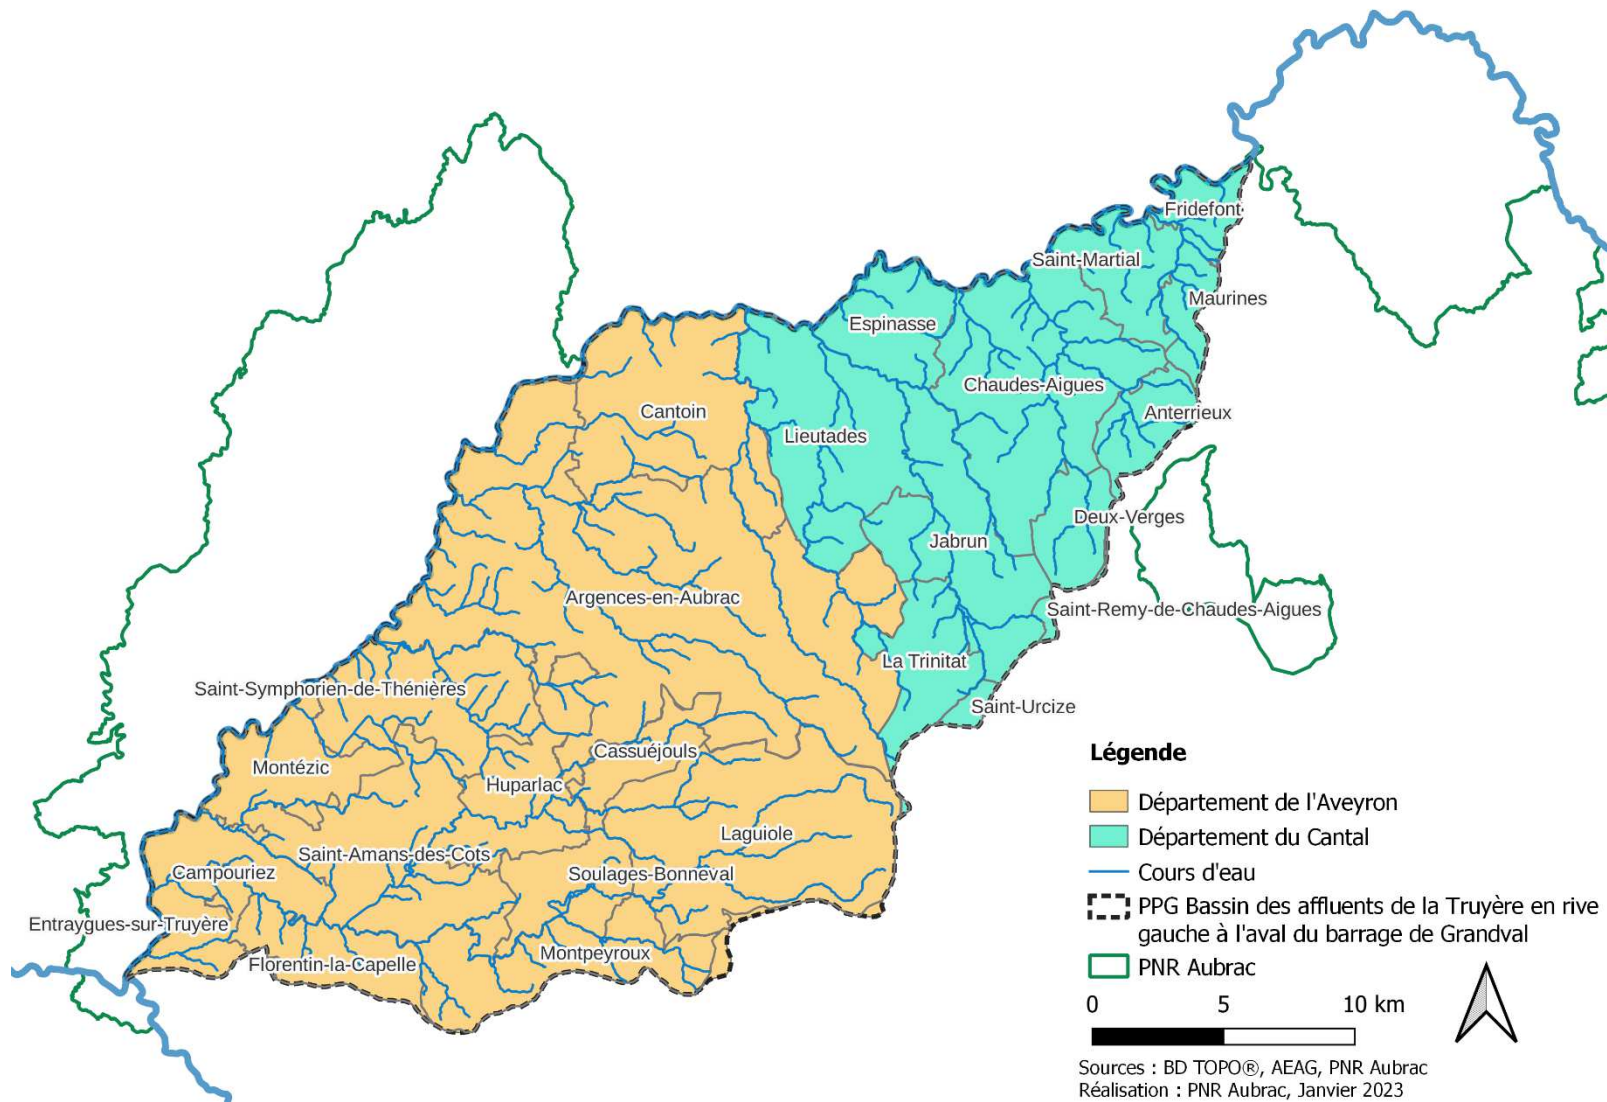 Fridefont
Saint-Martial
Maurines
Espinasse
Chaudes-Aigues
Cantoin
Anterrieux
Lieutades
Deux-Verges
Jabrun
Argences-en-Aubrac
Saint-Remy-de-Chaudes-Aigues
La Trinitat
Saint-Symphorien-de-Thénières
Saint-Urcize
Cassuéjouls
Montézic
Huparlac
Laguiole
Saint-Amans-des-Cots
Campouriez
Soulages-Bonneval
Entraygues-sur-Truyère
Montpeyroux
Florentin-la-Capelle
Légende
Département de l'Aveyron
Département du Cantal
Cours d'eau
PPG Bassin des affluents de la Truyère en rive
gauche à l'aval du barrage de Grandval
PNR Aubrac
0 5 10 km
Sources : BD TOPO®, AEAG, PNR Aubrac
Réalisation : PNR Aubrac, Janvier 2023